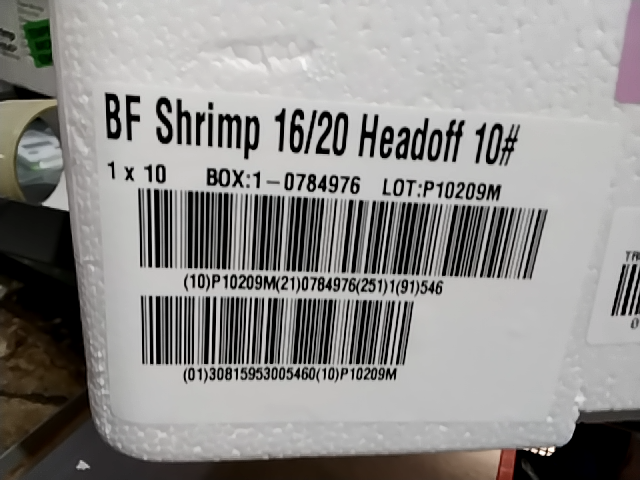 BF Shrimp 16/20 Headoff 10#
1 x 10 BOX:1-0784976 LOT:P10209M
(10)P10209M(21)0784976(251)1(91)546
(01)30815953005460(10)P10209M